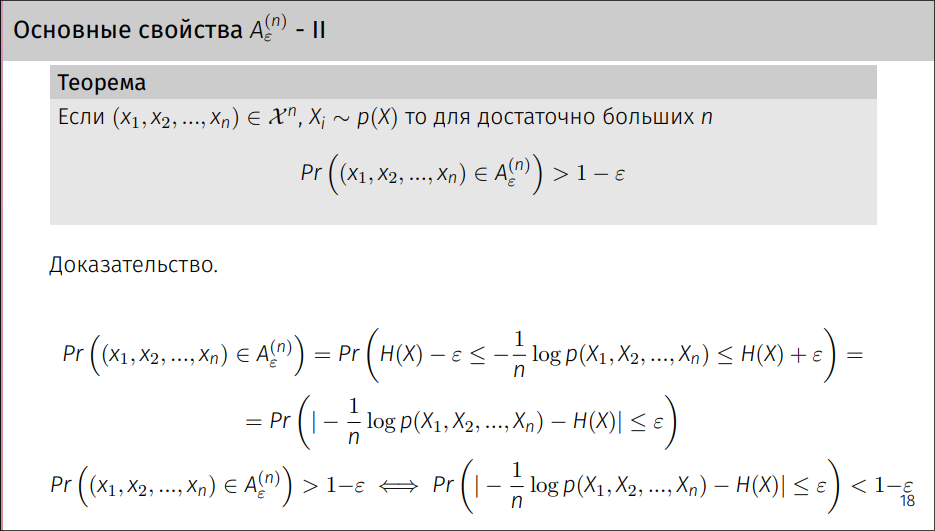 Основные свойства $A_\varepsilon^{(n)}$ - II
Теорема
Если $(x_1, x_2, ..., x_n) \in \mathcal{X}^n$, $X_i \sim p(X)$ то для достаточно больших $n$
$Pr\left((x_1, x_2, ..., x_n) \in A_\varepsilon^{(n)}\right) > 1 - \varepsilon$
Доказательство.
$Pr\left((x_1, x_2, ..., x_n) \in A_\varepsilon^{(n)}\right) = Pr\left(H(X) - \varepsilon \leq -\frac{1}{n} \log p(X_1, X_2, ..., X_n) \leq H(X) + \varepsilon\right) =$
$= Pr\left(|-\frac{1}{n} \log p(X_1, X_2, ..., X_n) - H(X)| \leq \varepsilon\right)$
$Pr\left((x_1, x_2, ..., x_n) \in A_\varepsilon^{(n)}\right) > 1-\varepsilon \iff Pr\left(|-\frac{1}{n} \log p(X_1, X_2, ..., X_n) - H(X)| \leq \varepsilon\right) < 1-\varepsilon$
18